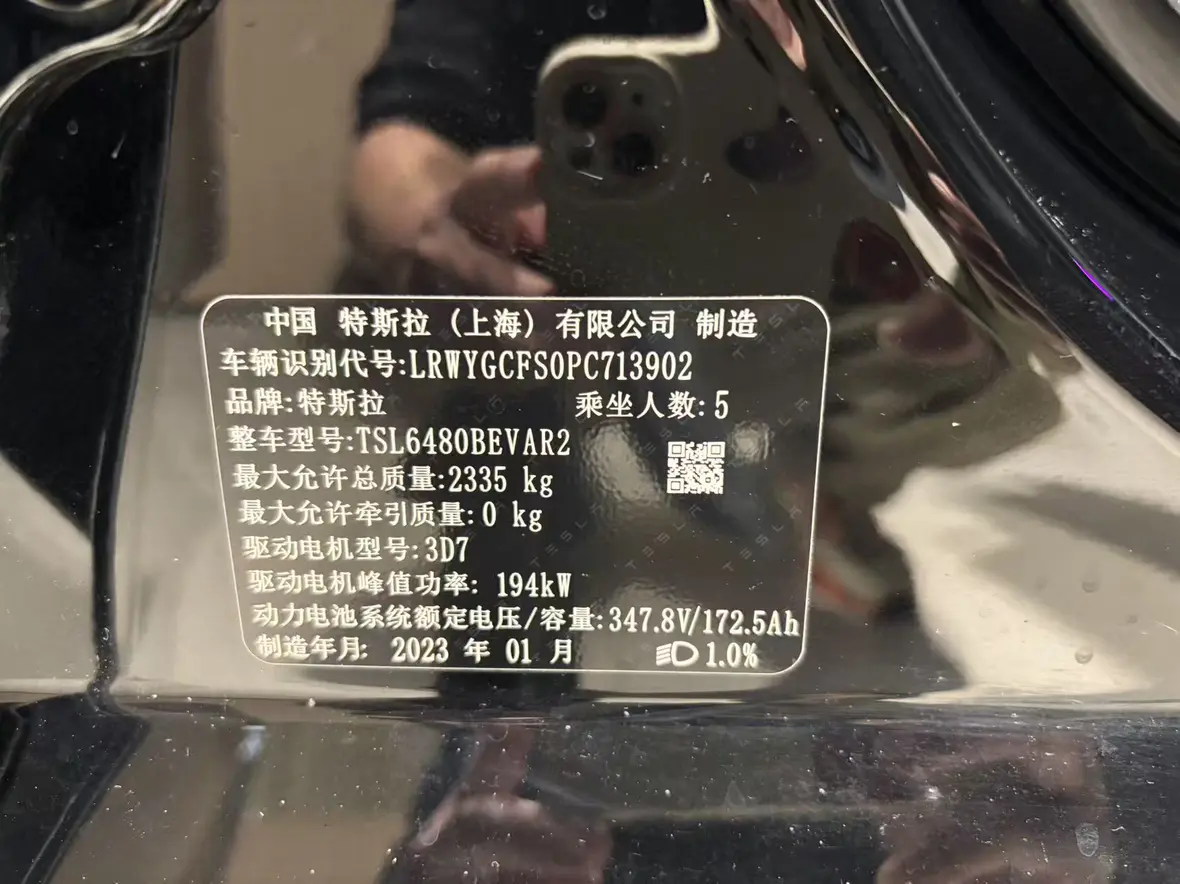 中国 特斯拉 (上海) 有限公司 制造
车辆识别代号:LRWYGCFS0PC713902
品牌:特斯拉 乘坐人数:5
整车型号:TSL6480BEVAR2
最大允许总质量:2335 kg
最大允许牵引质量:0 kg
驱动电机型号:3D7
驱动电机峰值功率: 194kW
动力电池系统额定电压/容量:347.8V/172.5Ah
制造年月: 2023 年 01 月 1.0%
TESLA